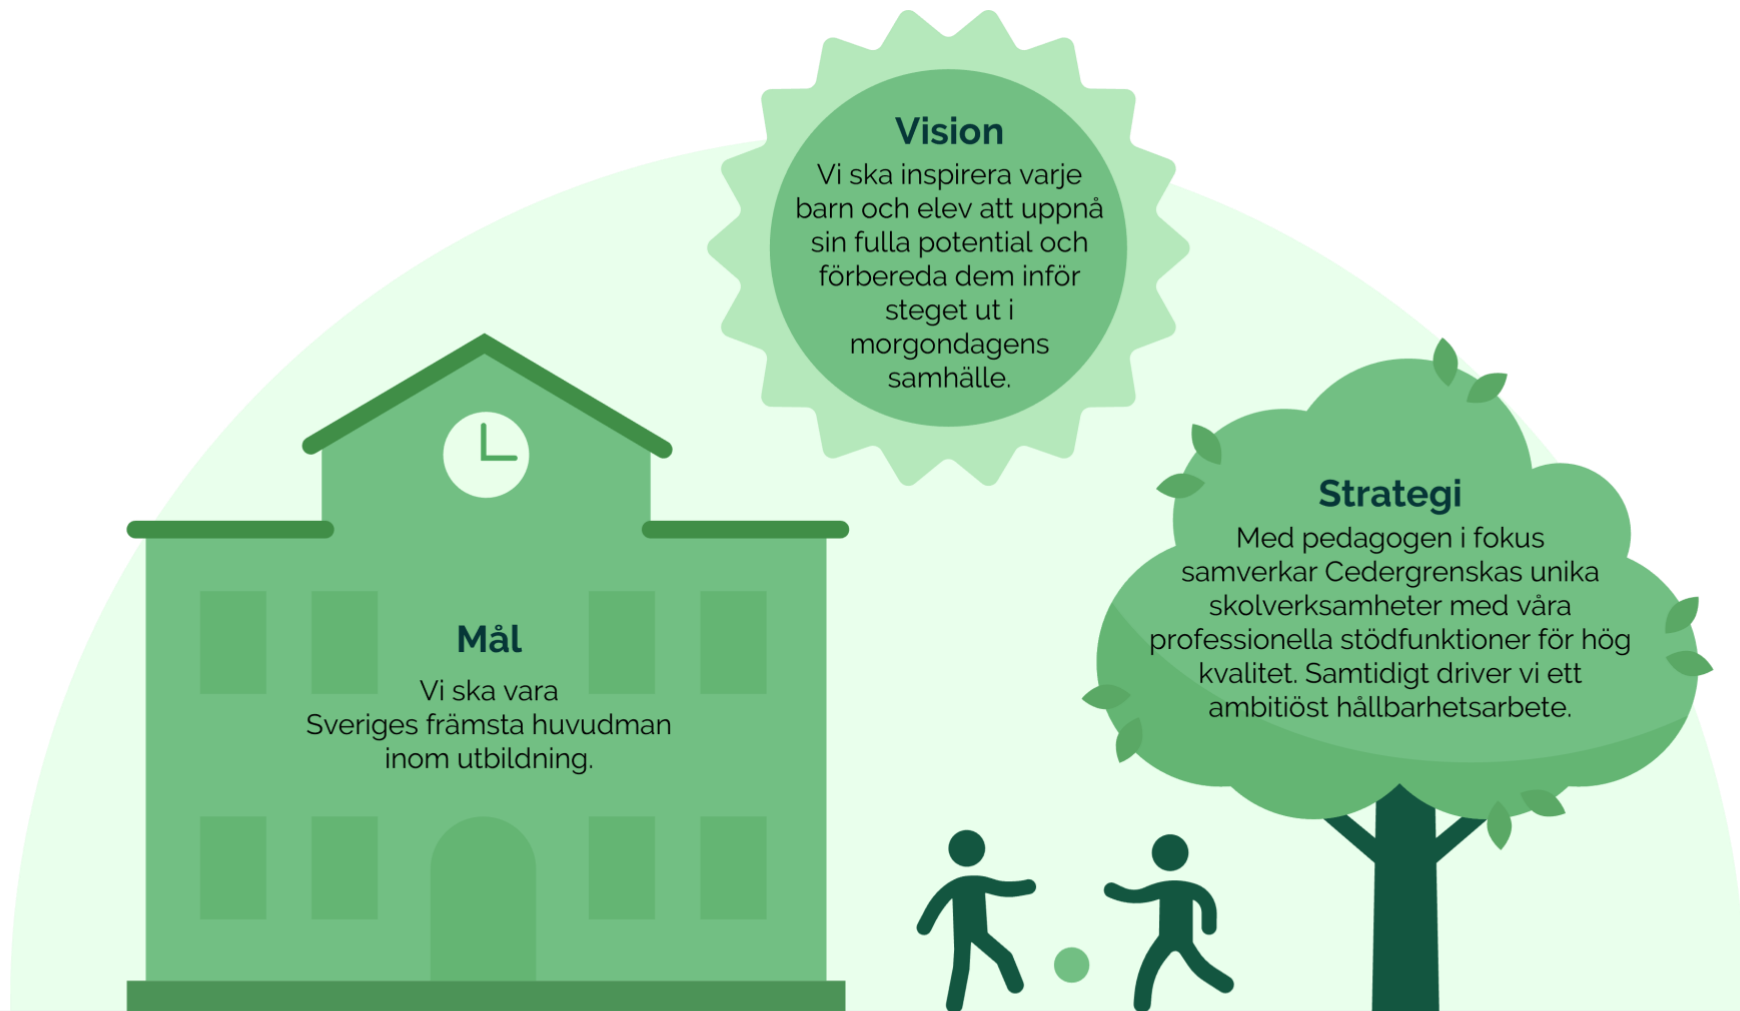 Vision
Vi ska inspirera varje
barn och elev att uppnå
sin fulla potential och
förbereda dem inför
steget ut i
morgondagens
samhälle.
Mål
Vi ska vara
Sveriges främsta huvudman
inom utbildning.
Strategi
Med pedagogen i fokus
samverkar Cedergrenskas unika
skolverksamheter med våra
professionella stödfunktioner för hög
kvalitet. Samtidigt driver vi ett
ambitiöst hållbarhetsarbete.